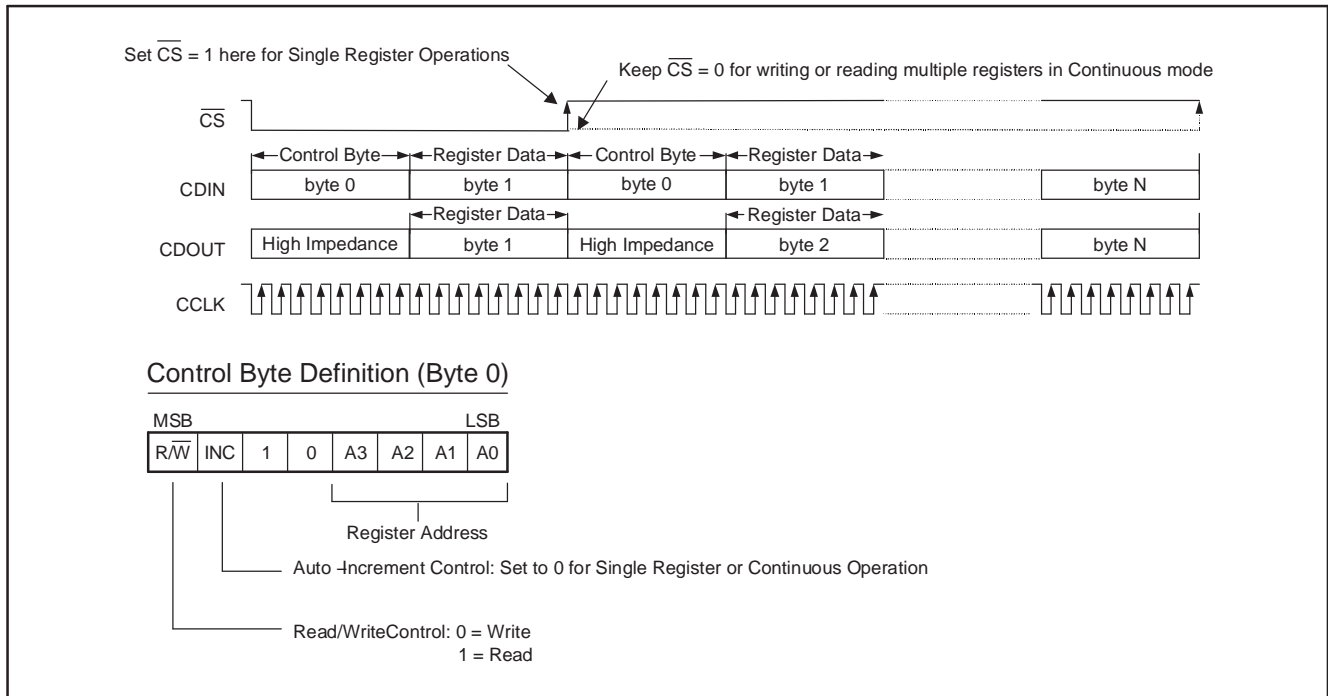 Set CS = 1 here for Single Register Operations
Keep CS = 0 for writing or reading multiple registers in Continuous mode
CS
Control Byte Register Data Control Byte Register Data
CDIN byte 0 byte 1 byte 0 byte 1 byte N
Register Data Register Data
CDOUT High Impedance byte 1 High Impedance byte 2 byte N
CCLK
Control Byte Definition (Byte 0)
MSB LSB
R/W INC 1 0 A3 A2 A1 A0
Register Address
Auto -Increment Control: Set to 0 for Single Register or Continuous Operation
Read/WriteControl: 0 = Write
1 = Read